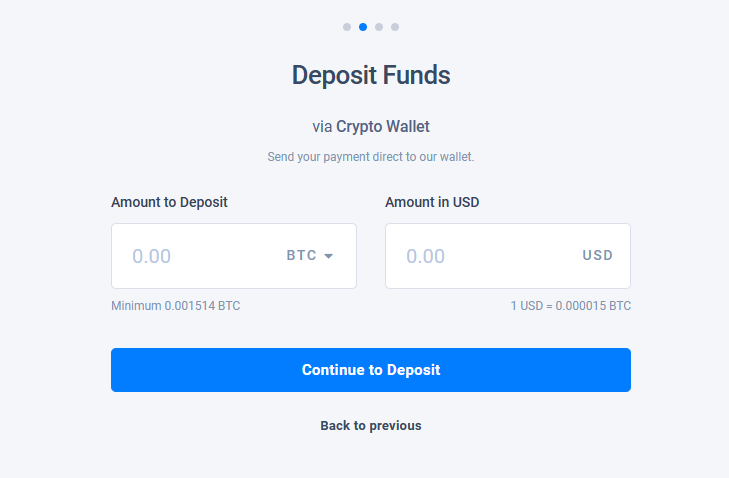 Deposit Funds
via Crypto Wallet
Send your payment direct to our wallet.
Amount to Deposit
Amount in USD
0.00 BTC
0.00 USD
Minimum 0.001514 BTC
1 USD = 0.000015 BTC
Continue to Deposit
Back to previous